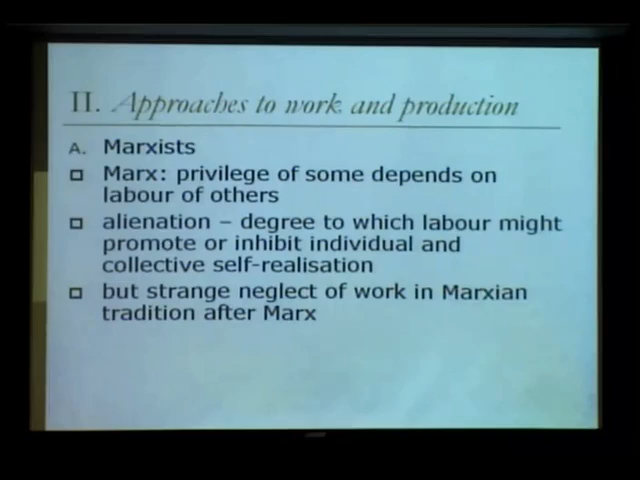 II. Approaches to work and production
A. Marxists
Marx: privilege of some depends on
labour of others
alienation – degree to which labour might
promote or inhibit individual and
collective self-realisation
but strange neglect of work in Marxian
tradition after Marx